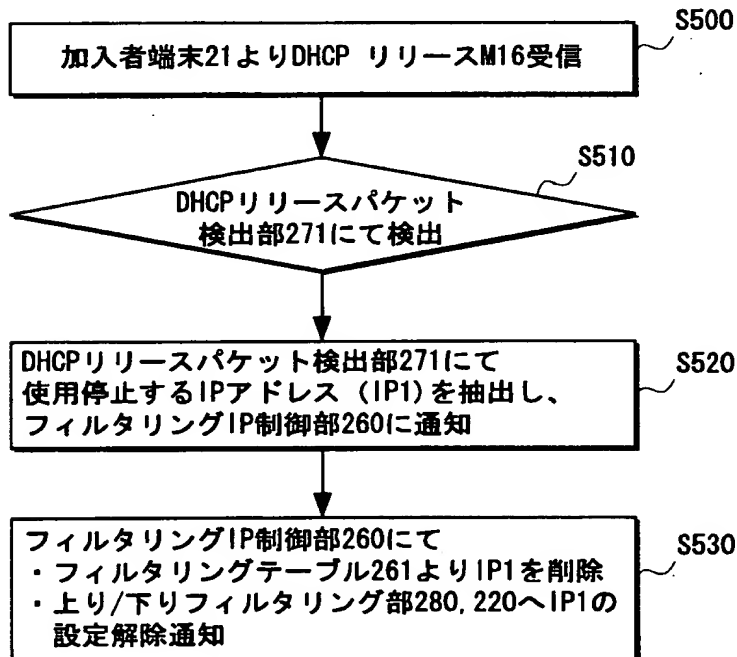 S500
加入者端末21よりDHCP リリースM16受信
S510
DHCPリリースパケット
検出部271にて検出
S520
DHCPリリースパケット検出部271にて
使用停止するIPアドレス（IP1)を抽出し、
フィルタリングIP制御部260に通知
S530
フィルタリングIP制御部260にて
・フィルタリングテーブル261よりIP1を削除
・上り/下りフィルタリング部280,220へIP1の
設定解除通知